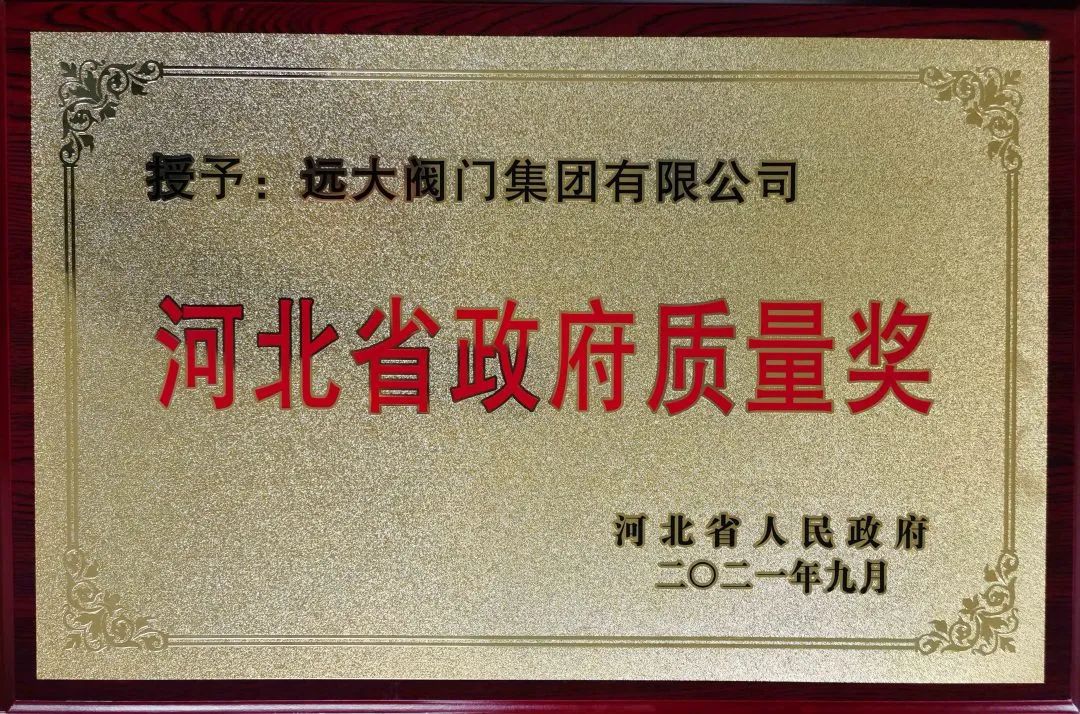 授予：远大阀门集团有限公司
河北省政府质量奖
河北省人民政府
二〇二一年九月